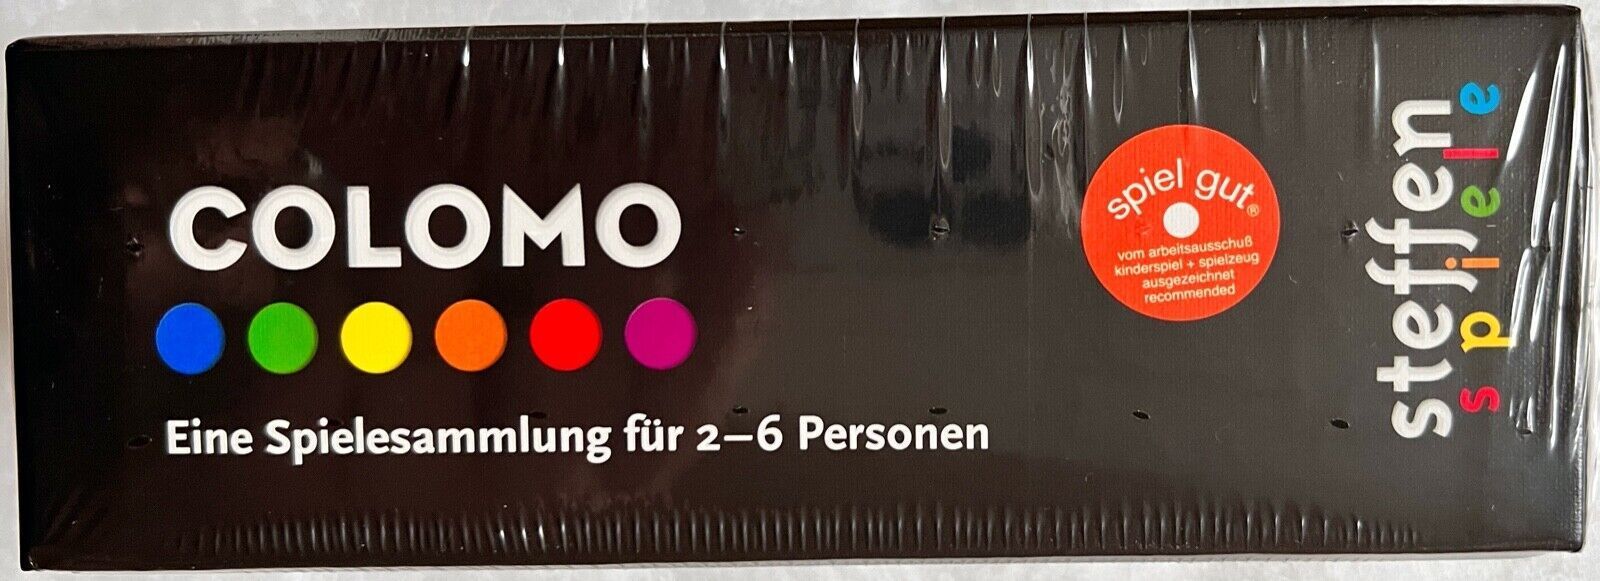 COLOMO
Eine Spielesammlung für 2–6 Personen
spiel gut®
vom arbeitsausschuß
kinderspiel + spielzeug
ausgezeichnet
recommended
steffen
spiele